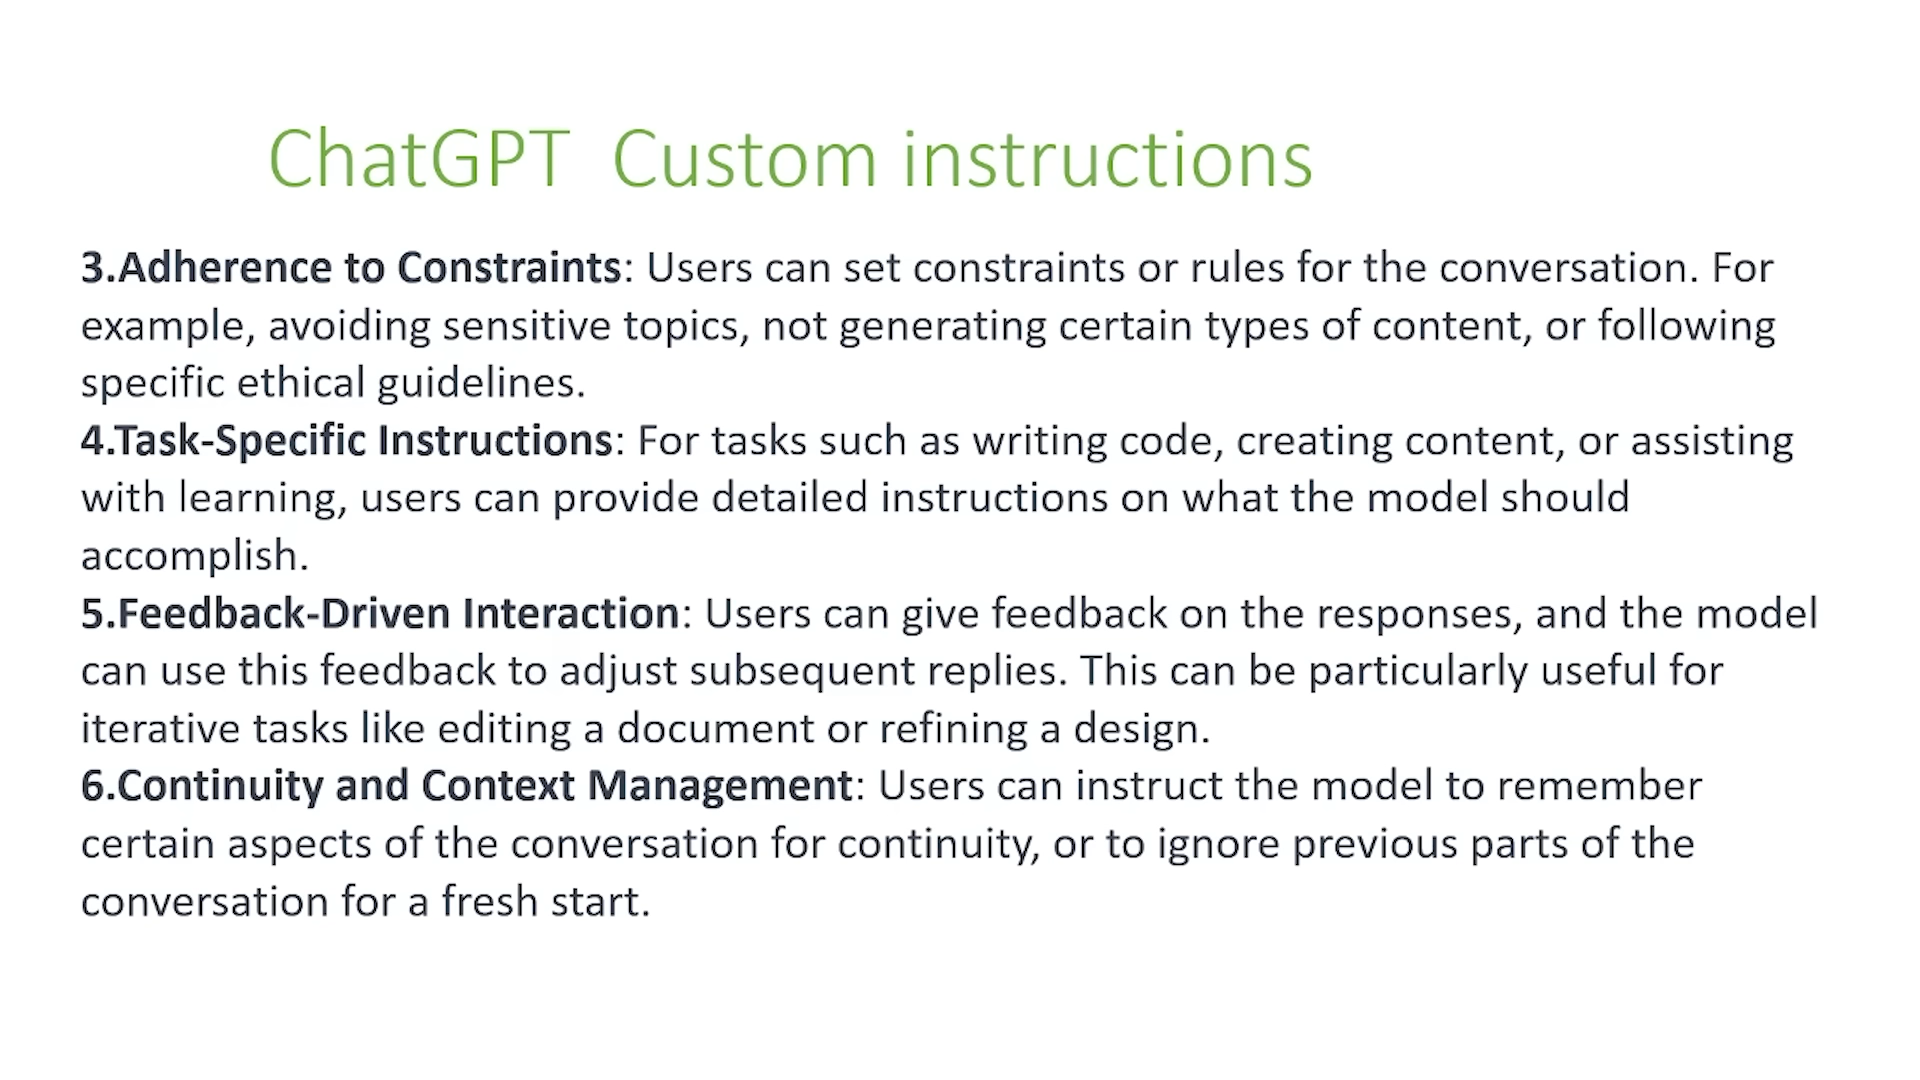 ChatGPT  Custom instructions
3.Adherence to Constraints: Users can set constraints or rules for the conversation. For
example, avoiding sensitive topics, not generating certain types of content, or following
specific ethical guidelines.
4.Task-Specific Instructions: For tasks such as writing code, creating content, or assisting
with learning, users can provide detailed instructions on what the model should
accomplish.
5.Feedback-Driven Interaction: Users can give feedback on the responses, and the model
can use this feedback to adjust subsequent replies. This can be particularly useful for
iterative tasks like editing a document or refining a design.
6.Continuity and Context Management: Users can instruct the model to remember
certain aspects of the conversation for continuity, or to ignore previous parts of the
conversation for a fresh start.